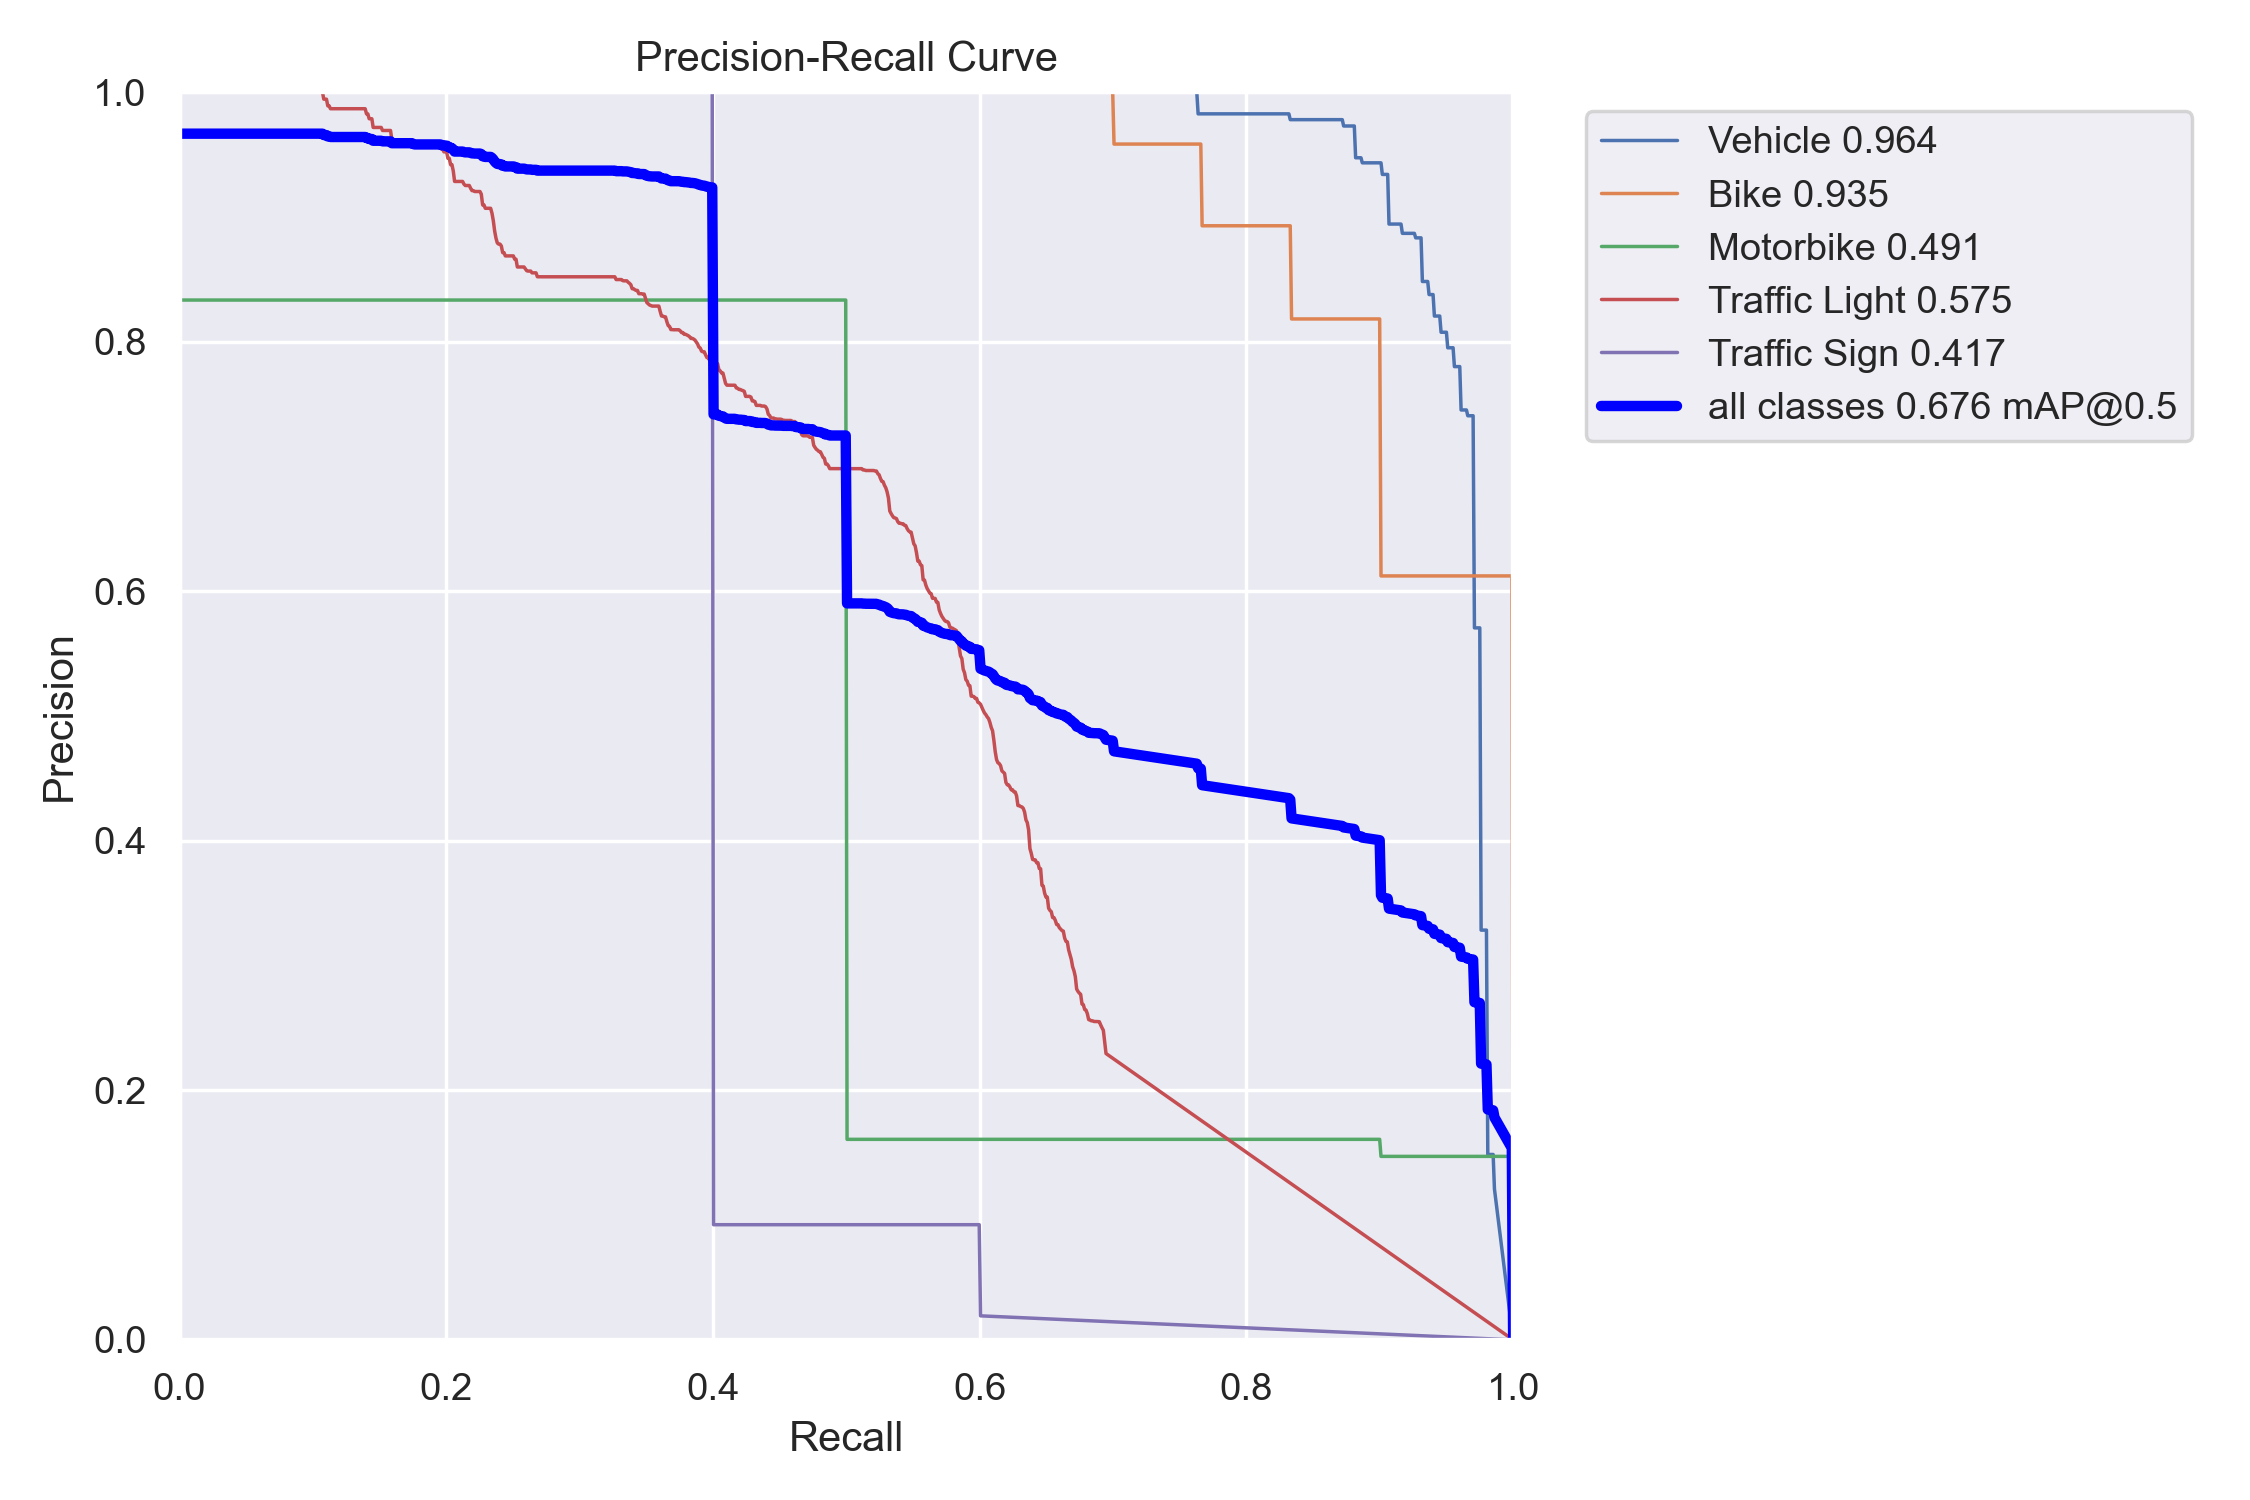 Precision-Recall Curve
1.0
0.8
0.6
0.4
0.2
0.0
Precision
0.0 0.2 0.4 0.6 0.8 1.0
Recall
Vehicle 0.964
Bike 0.935
Motorbike 0.491
Traffic Light 0.575
Traffic Sign 0.417
all classes 0.676 mAP@0.5